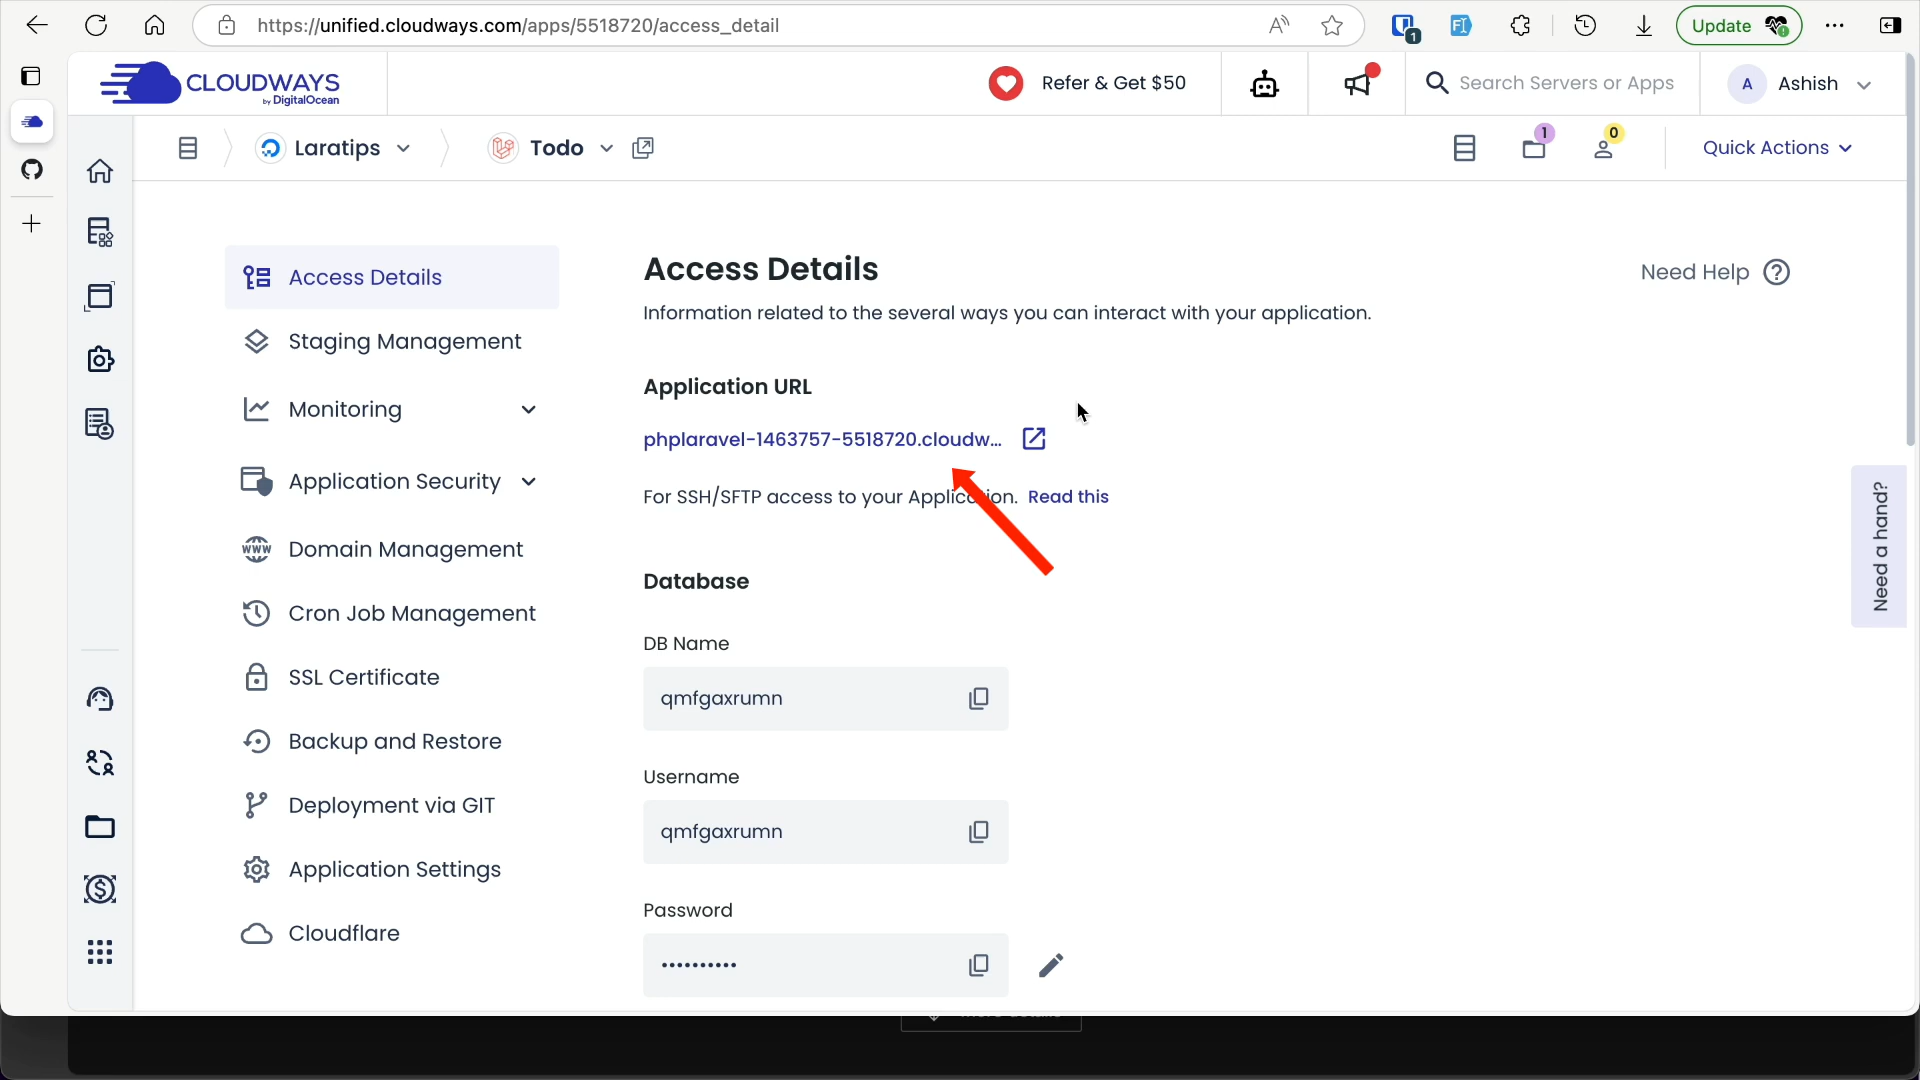 https://unified.cloudways.com/apps/5518720/access_detail
A
FI
1
Update
CLOUDWAYS
by DigitalOcean
Refer & Get $50
Search Servers or Apps
A
Ashish
Laratips
Todo
1
0
Quick Actions
Access Details
Staging Management
Monitoring
Application Security
WWW
Domain Management
Cron Job Management
SSL Certificate
Backup and Restore
Deployment via GIT
Application Settings
Cloudflare
Access Details
Need Help
Information related to the several ways you can interact with your application.
Application URL
phplaravel-1463757-5518720.cloudw...
For SSH/SFTP access to your Application. Read this
Database
DB Name
qmfgaxrumn
Username
qmfgaxrumn
Password
••••••••••
Need a hand?